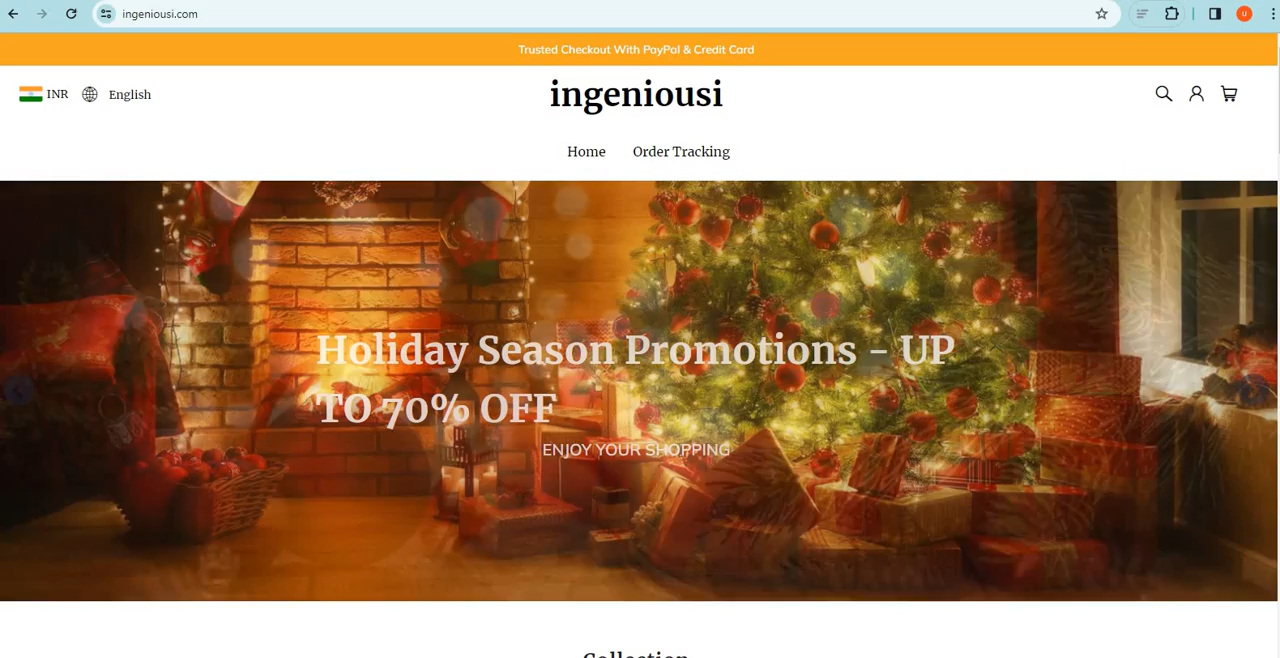 ingeniousi.com
u
Trusted Checkout With PayPal & Credit Card
INR
English
ingeniousi
Home
Order Tracking
Holiday Season Promotions - UP
TO 70% OFF
ENJOY YOUR SHOPPING
Collection